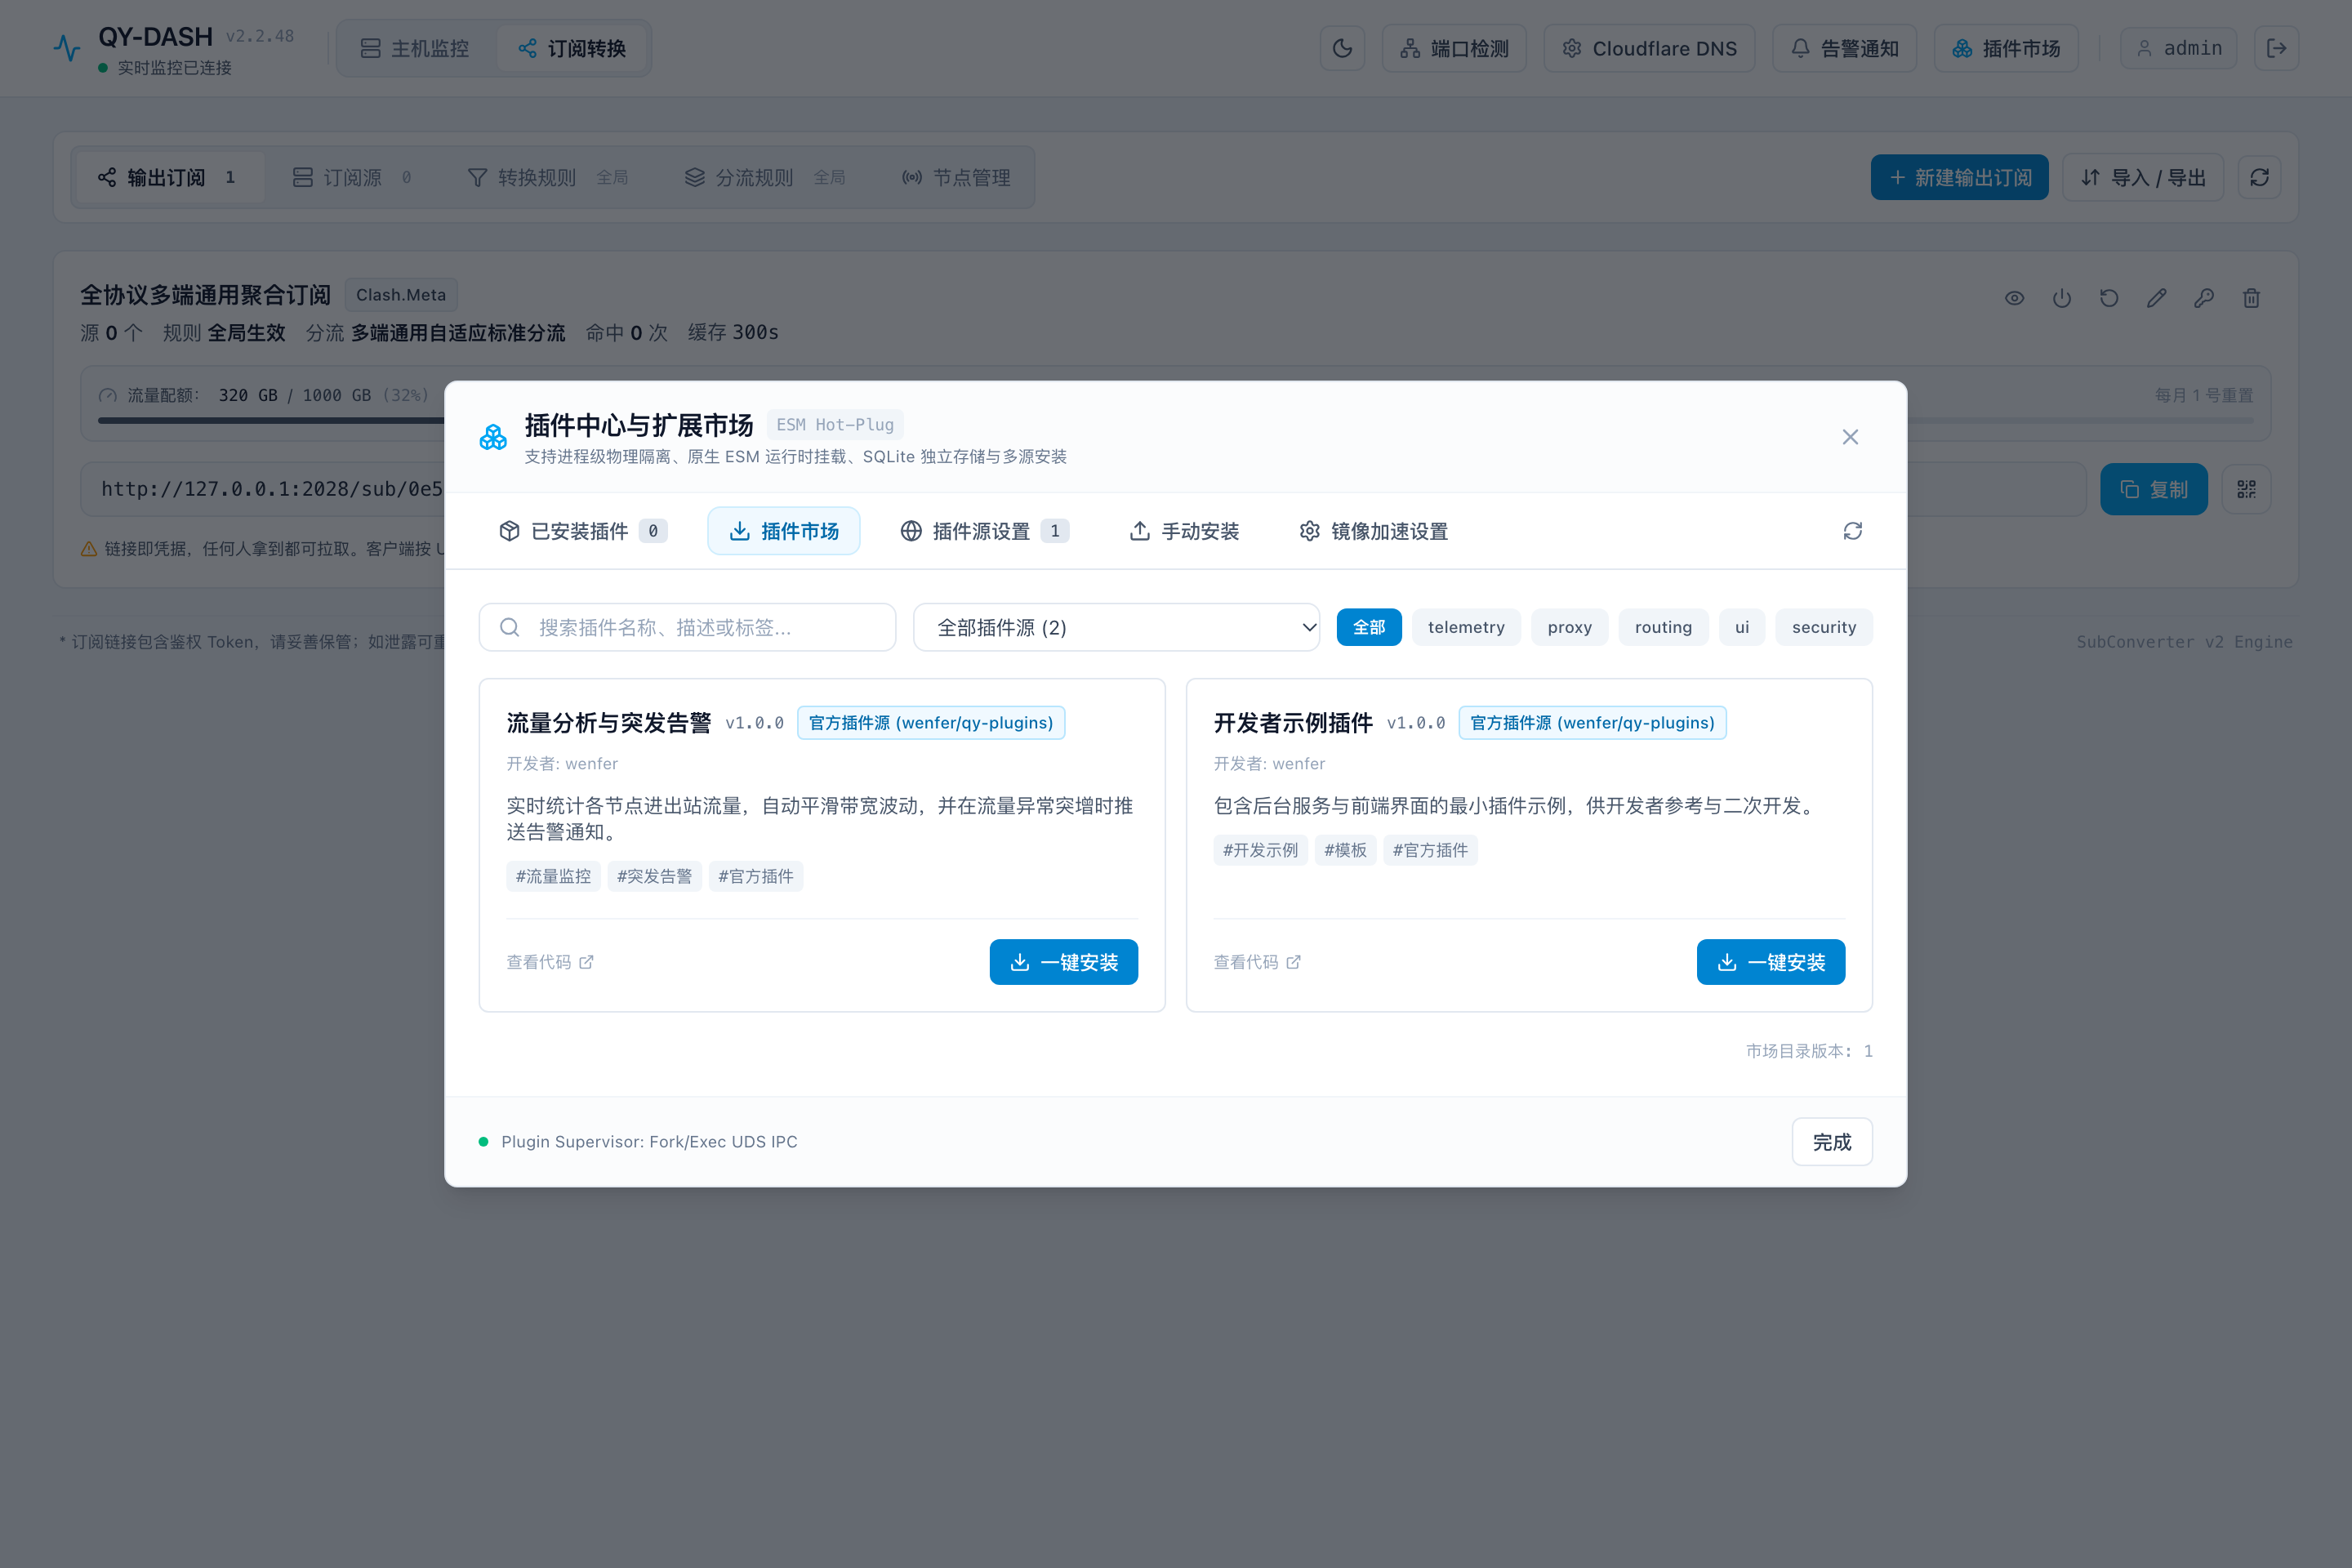 QY-DASH v2.2.48
实时监控已连接
主机监控
订阅转换
端口检测
Cloudflare DNS
告警通知
插件市场
admin
输出订阅 1
订阅源 0
转换规则 全局
分流规则 全局
节点管理
新建输出订阅
导入 / 导出
全协议多端通用聚合订阅 Clash.Meta
源 0 个 规则 全局生效 分流 多端通用自适应标准分流 命中 0 次 缓存 300s
流量配额： 320 GB / 1000 GB (32%)
每月 1 号重置
http://127.0.0.1:2028/sub/0e5
复制
链接即凭据，任何人拿到都可拉取。客户端按 U
* 订阅链接包含鉴权 Token，请妥善保管；如泄露可重
SubConverter v2 Engine
插件中心与扩展市场 ESM Hot-Plug
支持进程级物理隔离、原生 ESM 运行时挂载、SQLite 独立存储与多源安装
已安装插件 0
插件市场
插件源设置 1
手动安装
镜像加速设置
搜索插件名称、描述或标签...
全部插件源 (2)
全部
telemetry
proxy
routing
ui
security
流量分析与突发告警 v1.0.0 官方插件源 (wenfer/qy-plugins)
开发者: wenfer
实时统计各节点进出站流量，自动平滑带宽波动，并在流量异常突增时推
送告警通知。
#流量监控 #突发告警 #官方插件
查看代码
一键安装
开发者示例插件 v1.0.0 官方插件源 (wenfer/qy-plugins)
开发者: wenfer
包含后台服务与前端界面的最小插件示例，供开发者参考与二次开发。
#开发示例 #模板 #官方插件
查看代码
一键安装
市场目录版本: 1
Plugin Supervisor: Fork/Exec UDS IPC
完成